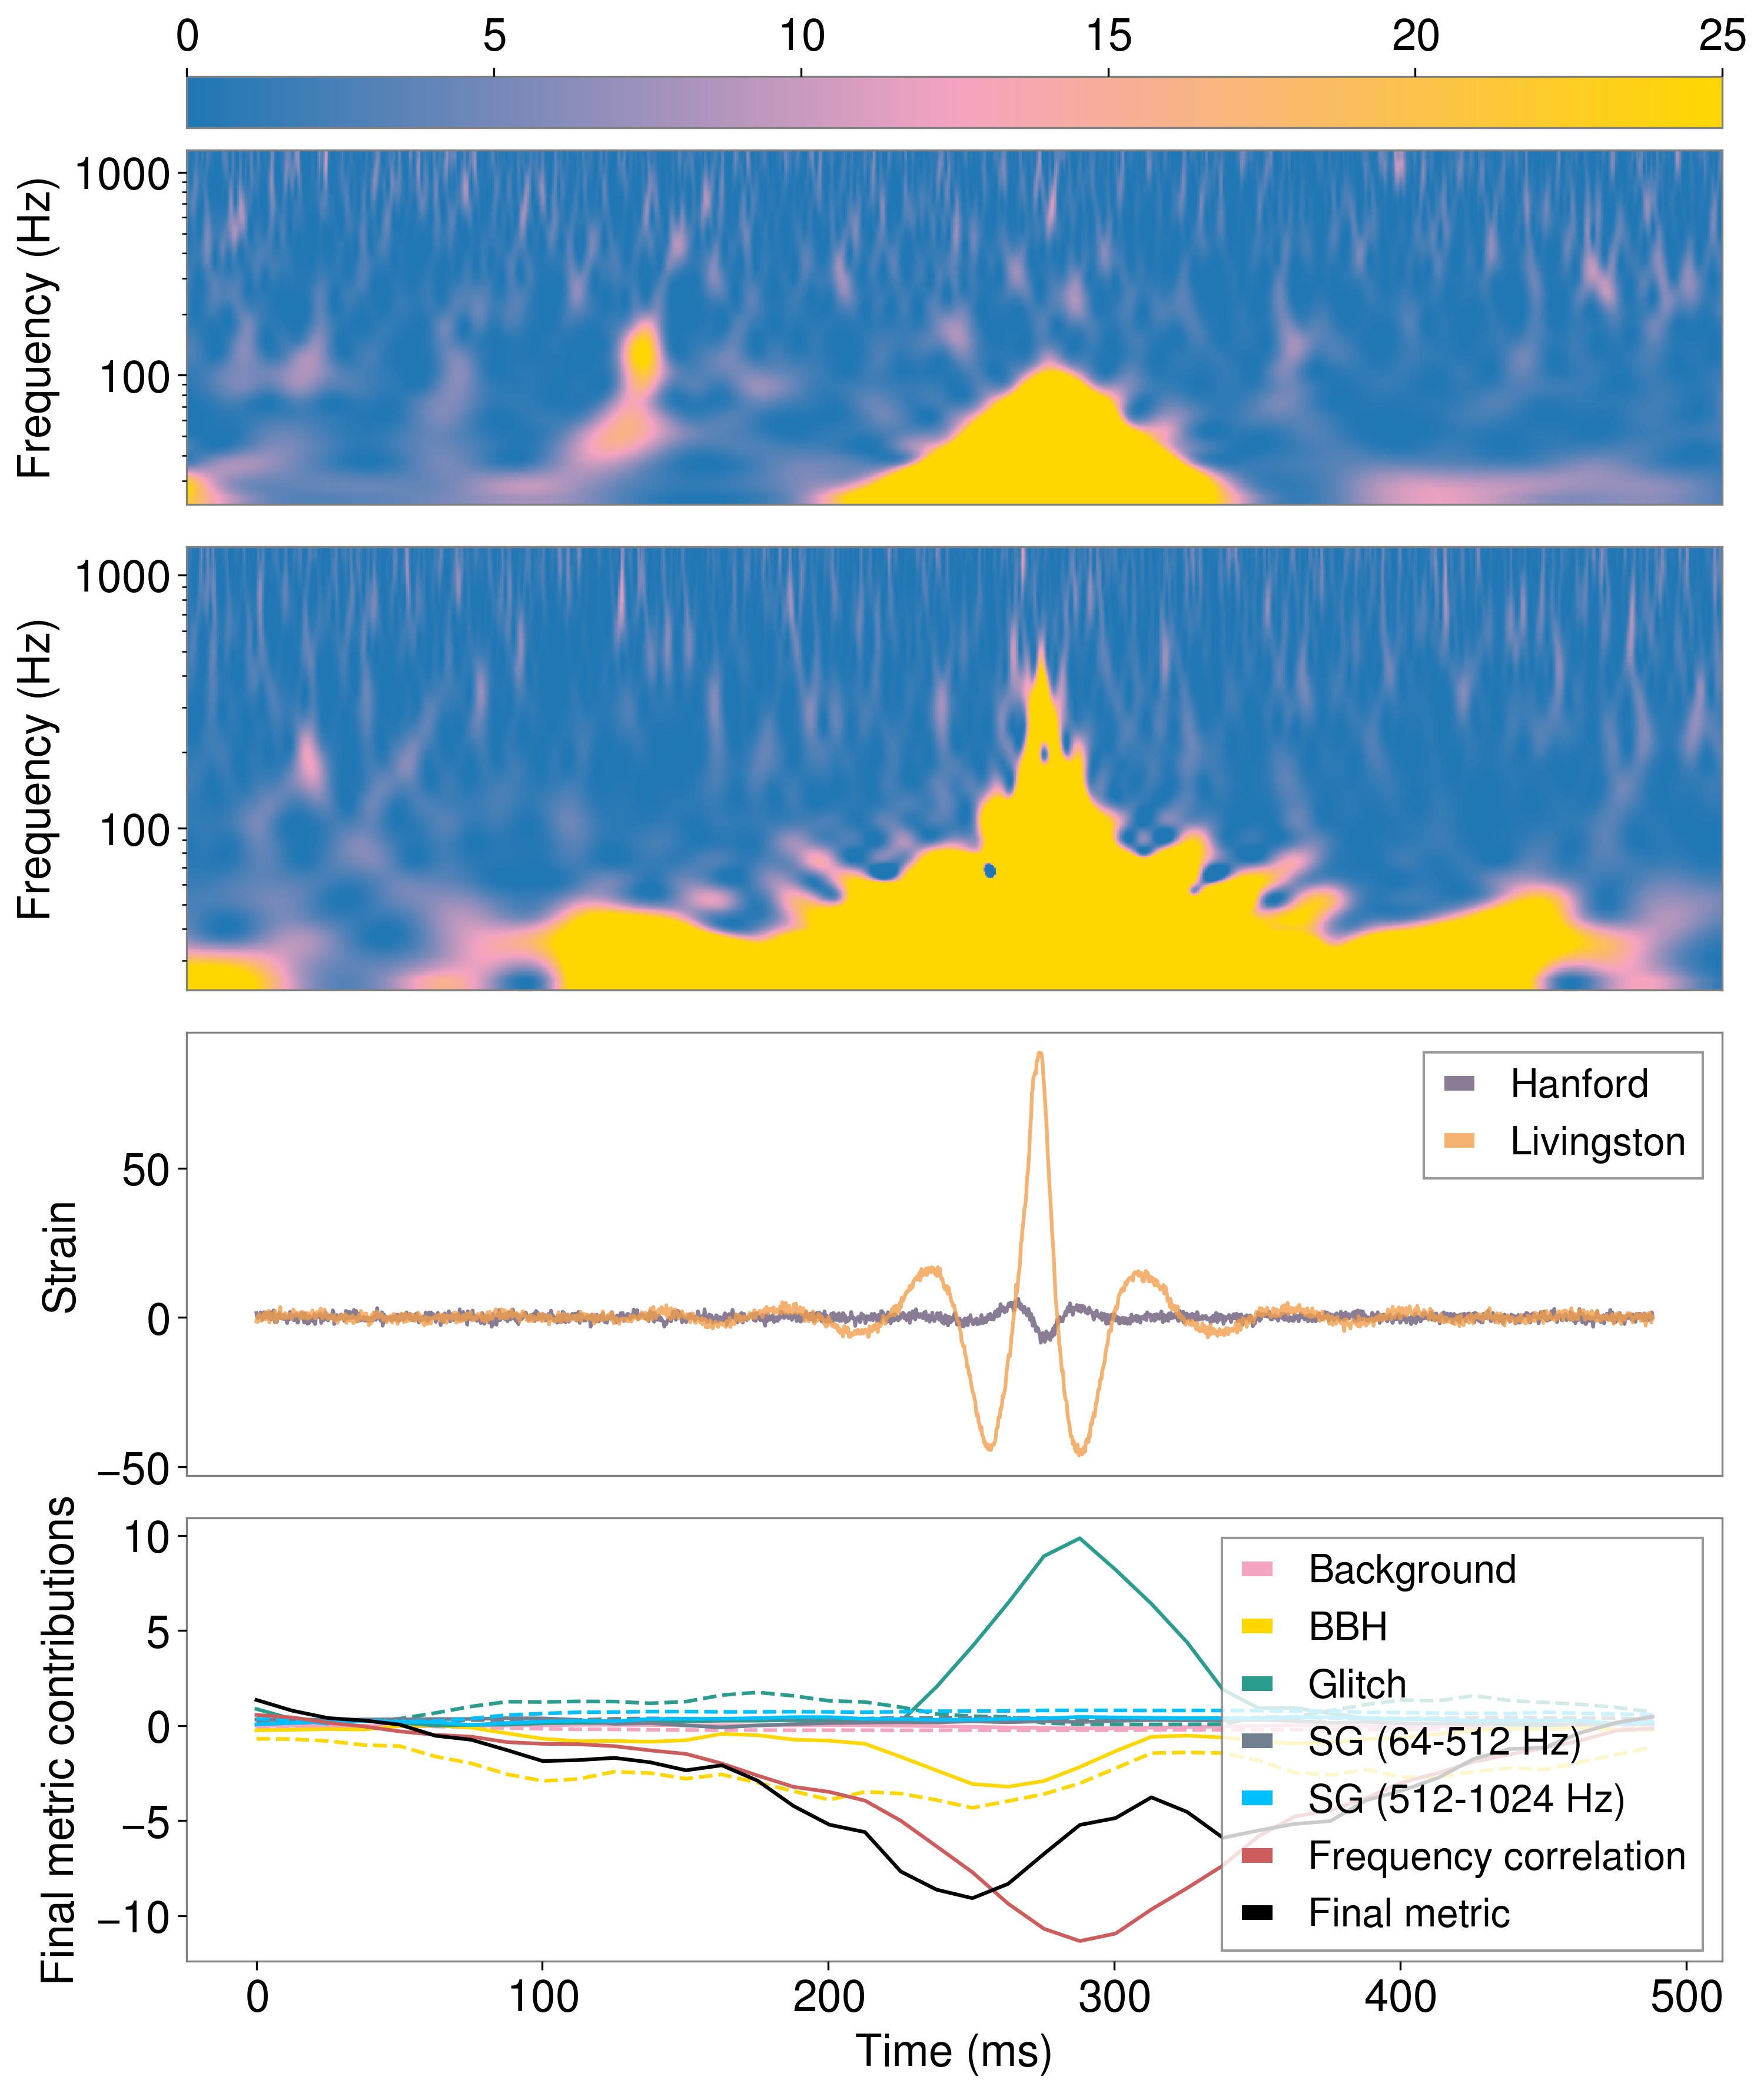 0 5 10 15 20 25
1000
100
Frequency (Hz)
1000
100
Frequency (Hz)
50
0
−50
Strain
Hanford
Livingston
10
5
0
−5
−10
Final metric contributions
Background
BBH
Glitch
SG (64-512 Hz)
SG (512-1024 Hz)
Frequency correlation
Final metric
0 100 200 300 400 500
Time (ms)